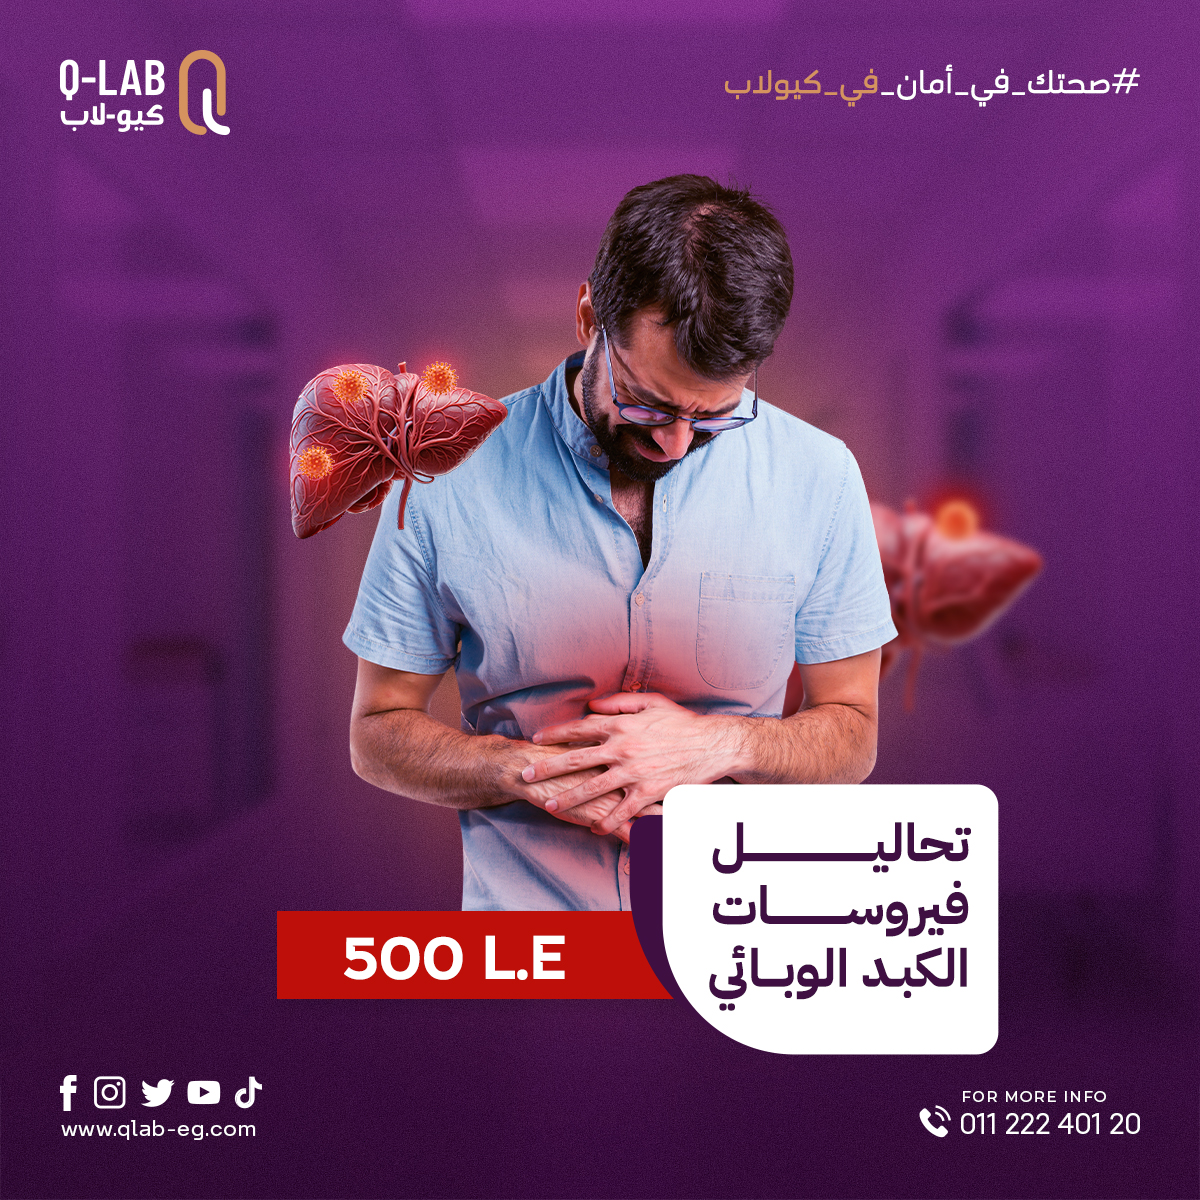 Q-LAB
كيو-لاب
#صحتك_في_أمان_في_كيولاب
تحاليـــل
فيروســـات
الكبد الوبـائي
500 L.E
www.qlab-eg.com
FOR MORE INFO
011 222 401 20